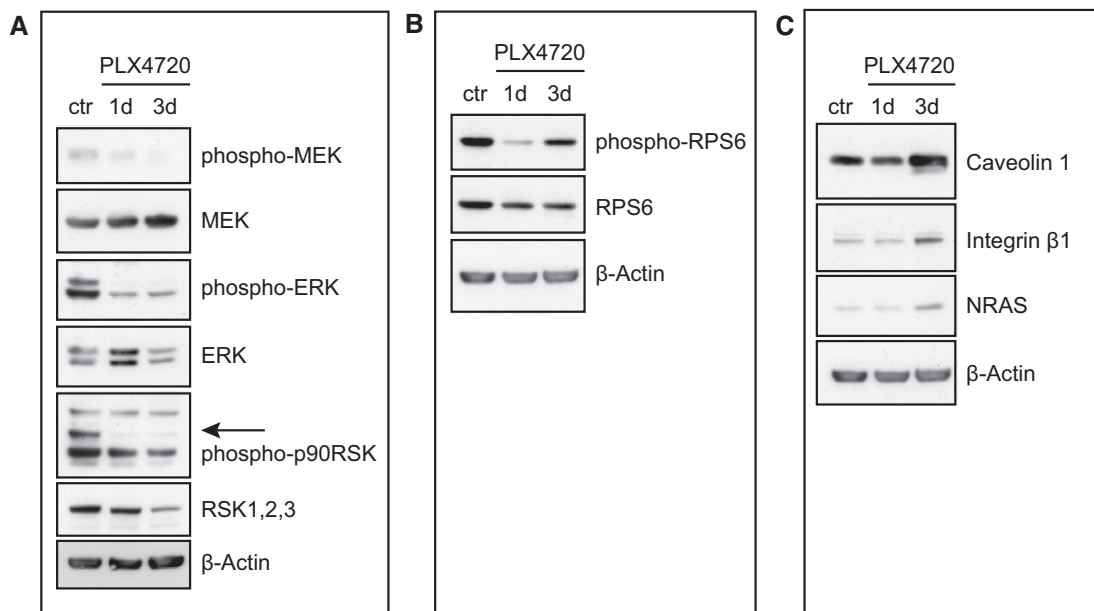 A
PLX4720
ctr 1d 3d
phospho-MEK
MEK
phospho-ERK
ERK
phospho-p90RSK
RSK1,2,3
β-Actin
B
PLX4720
ctr 1d 3d
phospho-RPS6
RPS6
β-Actin
C
PLX4720
ctr 1d 3d
Caveolin 1
Integrin β1
NRAS
β-Actin